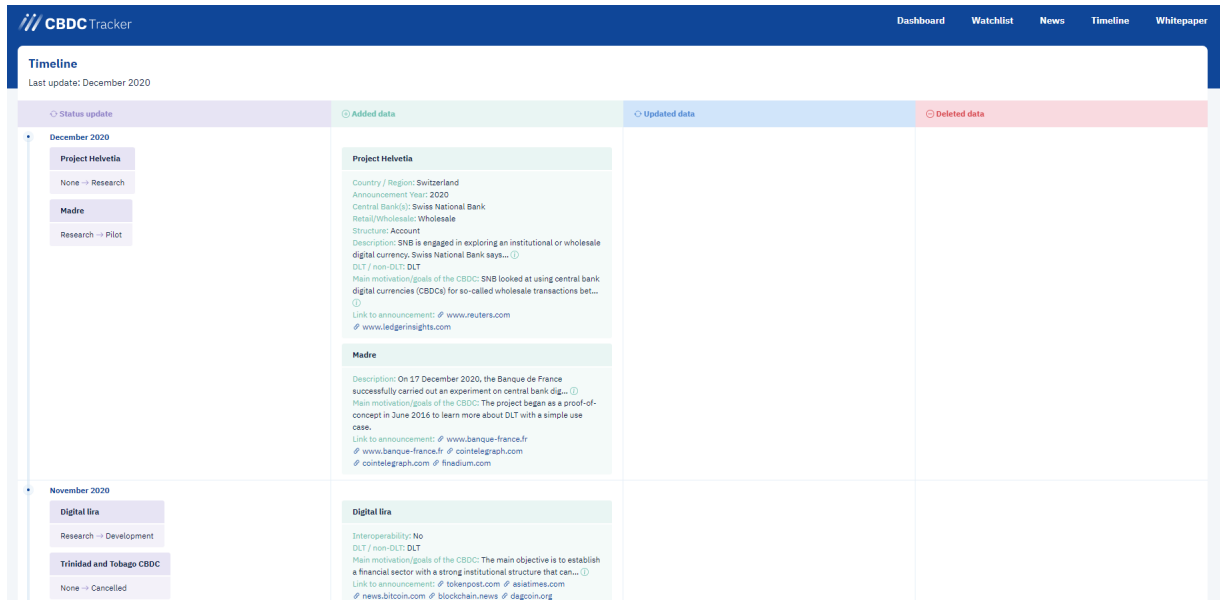 CBDC Tracker
Dashboard Watchlist News Timeline Whitepaper
Timeline
Last update: December 2020
Status update
Added data
Updated data
Deleted data
December 2020
Project Helvetia
None → Research
Madre
Research → Pilot
Project Helvetia
Country / Region: Switzerland
Announcement Year: 2020
Central Bank(s): Swiss National Bank
Retail/Wholesale: Wholesale
Structure: Account
Description: SNB is engaged in exploring an institutional or wholesale
digital currency. Swiss National Bank says...
DLT / non-DLT: DLT
Main motivation/goals of the CBDC: SNB looked at using central bank
digital currencies (CBDCs) for so-called wholesale transactions bet...
Link to announcement: www.reuters.com
www.ledgerinsights.com
Madre
Description: On 17 December 2020, the Banque de France
successfully carried out an experiment on central bank dig...
Main motivation/goals of the CBDC: The project began as a proof-of-
concept in June 2016 to learn more about DLT with a simple use
case.
Link to announcement: www.banque-france.fr
www.banque-france.fr cointelegraph.com
cointelegraph.com finadium.com
November 2020
Digital lira
Research → Development
Trinidad and Tobago CBDC
None → Cancelled
Digital lira
Interoperability: No
DLT / non-DLT: DLT
Main motivation/goals of the CBDC: The main objective is to establish
a financial sector with a strong institutional structure that can...
Link to announcement: tokenpost.com asiatimes.com
news.bitcoin.com blockchain.news dagcoin.org